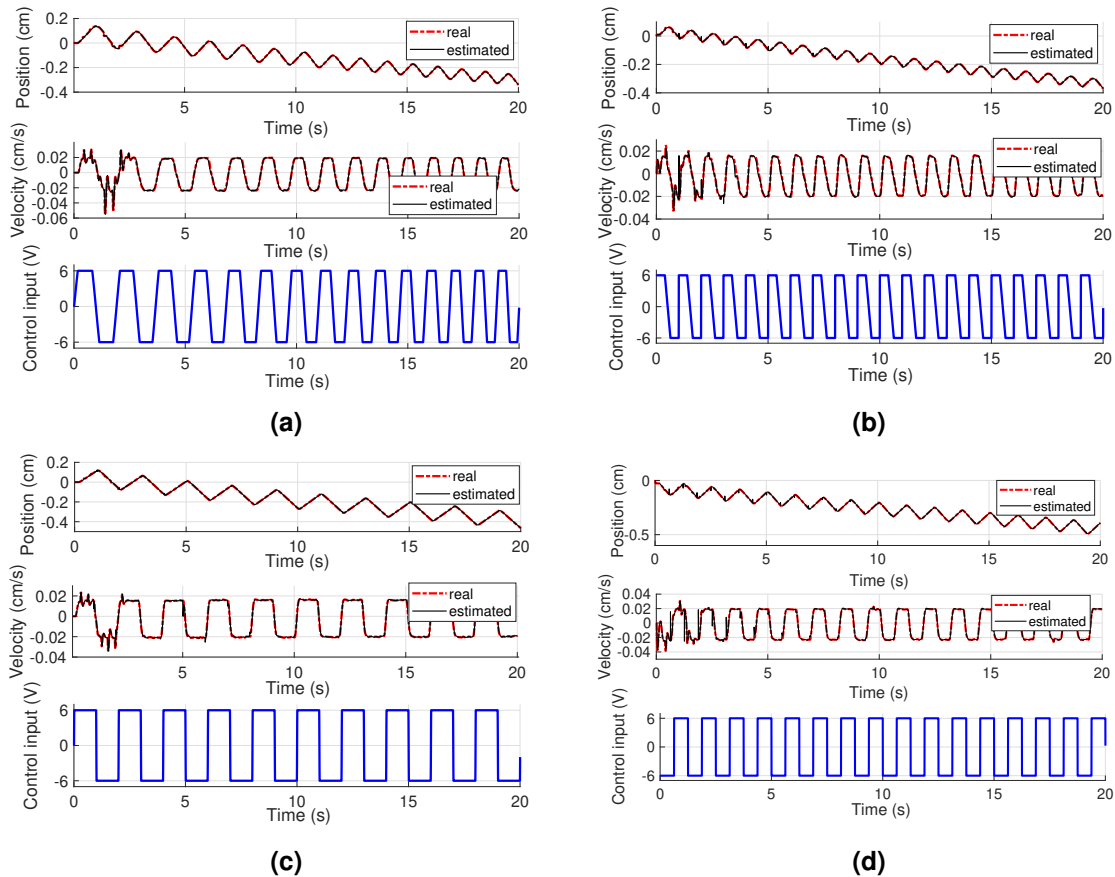 Position (cm)
0.2
0
-0.2
-0.4
real
estimated
5
10
15
20
Time (s)
Velocity (cm/s)
0.02
0
-0.02
-0.04
-0.06
real
estimated
0
5
10
15
20
Time (s)
Control input (V)
6
0
-6
0
5
10
15
20
Time (s)
(a)
Position (cm)
0
-0.2
-0.4
real
estimated
0
5
10
15
20
Time (s)
Velocity (cm/s)
0.02
0
-0.02
-0.04
real
estimated
0
5
10
15
20
Time (s)
Control input (V)
6
0
-6
0
5
10
15
20
Time (s)
(b)
Position (cm)
0.2
0
-0.2
-0.4
real
estimated
0
5
10
15
20
Time (s)
Velocity (cm/s)
0.02
0
-0.02
-0.04
real
estimated
0
5
10
15
20
Time (s)
Control input (V)
6
0
-6
0
5
10
15
20
Time (s)
(c)
Position (cm)
0
-0.5
real
estimated
0
5
10
15
20
Time (s)
Velocity (cm/s)
0.04
0.02
0
-0.02
-0.04
real
estimated
0
5
10
15
20
Time (s)
Control input (V)
6
0
-6
0
5
10
15
20
Time (s)
(d)